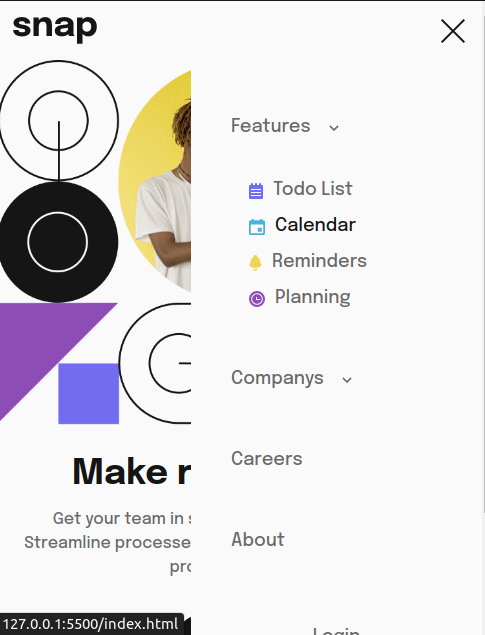 snap
Features
Todo List
Calendar
Reminders
Planning
Companys
Careers
About
Make r
Get your team in s
Streamline processe
pro
Login
127.0.0.1:5500/index.html